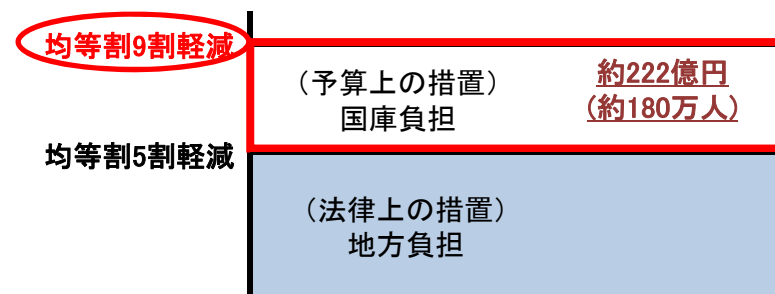 均等割9割軽減
（予算上の措置）
国庫負担
約222億円
(約180万人)
均等割5割軽減
（法律上の措置）
地方負担